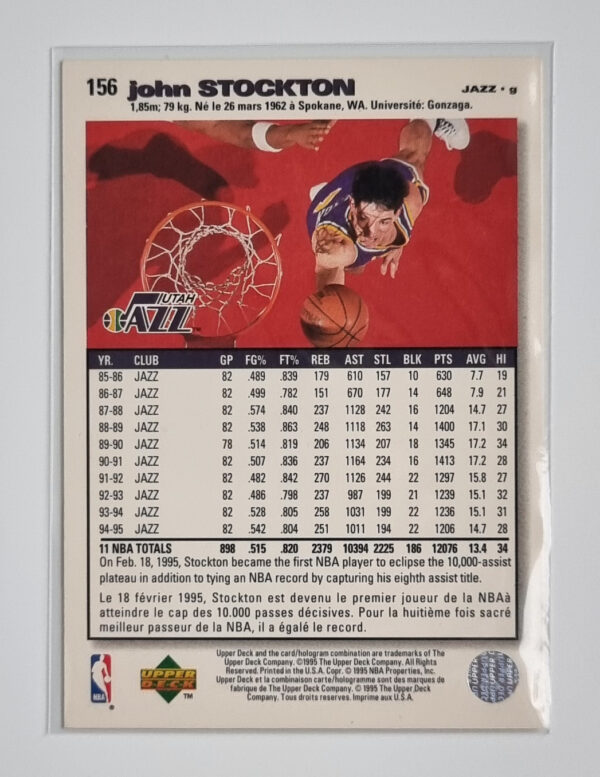 156 john STOCKTON JAZZ • g
1,85m; 79 kg. Né le 26 mars 1962 à Spokane, WA. Université: Gonzaga.
UTAH
JAZZ™
YR. CLUB GP FG% FT% REB AST STL BLK PTS AVG HI
85-86 JAZZ 82 .489 .839 179 610 157 10 630 7.7 19
86-87 JAZZ 82 .499 .782 151 670 177 14 648 7.9 21
87-88 JAZZ 82 .574 .840 237 1128 242 16 1204 14.7 27
88-89 JAZZ 82 .538 .863 248 1118 263 14 1400 17.1 30
89-90 JAZZ 78 .514 .819 206 1134 207 18 1345 17.2 34
90-91 JAZZ 82 .507 .836 237 1164 234 16 1413 17.2 28
91-92 JAZZ 82 .482 .842 270 1126 244 22 1297 15.8 27
92-93 JAZZ 82 .486 .798 237 987 199 21 1239 15.1 32
93-94 JAZZ 82 .528 .805 258 1031 199 22 1236 15.1 31
94-95 JAZZ 82 .542 .804 251 1011 194 22 1206 14.7 28
11 NBA TOTALS 898 .515 .820 2379 10394 2225 186 12076 13.4 34
On Feb. 18, 1995, Stockton became the first NBA player to eclipse the 10,000-assist
plateau in addition to tying an NBA record by capturing his eighth assist title.
Le 18 février 1995, Stockton est devenu le premier joueur de la NBAà
atteindre le cap des 10.000 passes décisives. Pour la huitième fois sacré
meilleur passeur de la NBA, il a égalé le record.
Upper Deck and the card/hologram combination are trademarks of The
Upper Deck Company. ©1995 The Upper Deck Company. All Rights
Reserved. Printed in the U.S.A. Copr. © 1995 NBA Properties, Inc.
Upper Deck et la combinaison carte/hologramme sont des marques de
fabrique de The Upper Deck Company. © 1995 The Upper Deck
Company. Tous droits reserves. Imprime aux U.S.A.
NBA ®
UPPER
DECK ™
UPPER